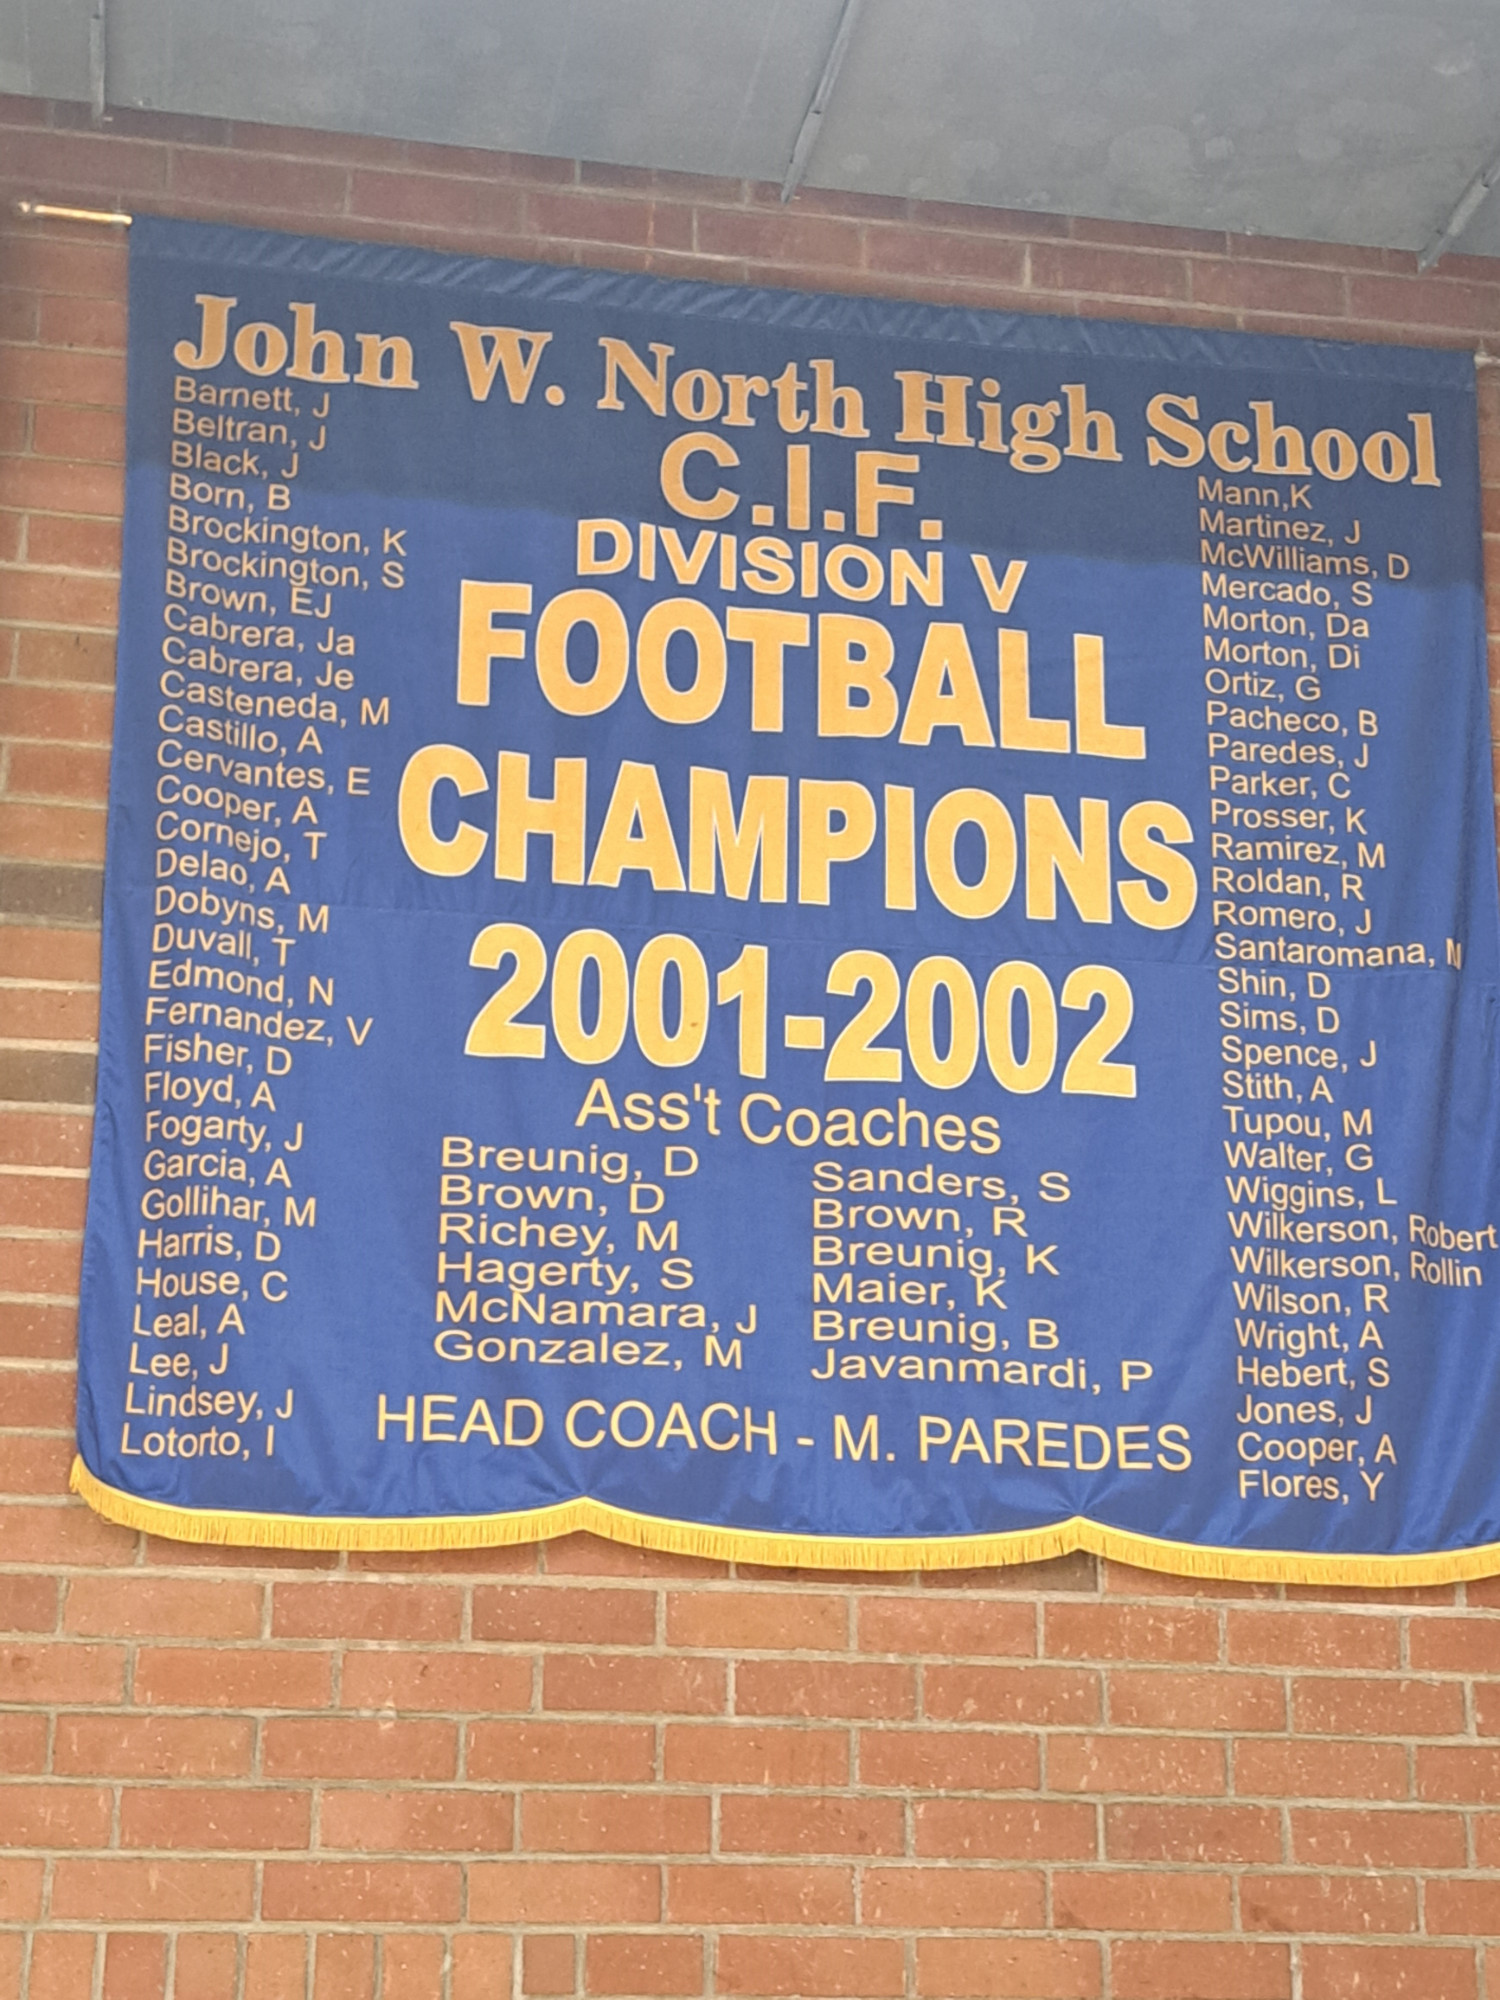 John W. North High School
C.I.F.
DIVISION V
FOOTBALL
CHAMPIONS
2001-2002
Barnett, J
Beltran, J
Black, J
Born, B
Brockington, K
Brockington, S
Brown, EJ
Cabrera, Ja
Cabrera, Je
Casteneda, M
Castillo, A
Cervantes, E
Cooper, A
Cornejo, T
Delao, A
Dobyns, M
Duvall, T
Edmond, N
Fernandez, V
Fisher, D
Floyd, A
Fogarty, J
Garcia, A
Gollihar, M
Harris, D
House, C
Leal, A
Lee, J
Lindsey, J
Lotorto, I
Ass't Coaches
Breunig, D
Brown, D
Richey, M
Hagerty, S
McNamara, J
Gonzalez, M
Sanders, S
Brown, R
Breunig, K
Maier, K
Breunig, B
Javanmardi, P
HEAD COACH - M. PAREDES
Mann,K
Martinez, J
McWilliams, D
Mercado, S
Morton, Da
Morton, Di
Ortiz, G
Pacheco, B
Paredes, J
Parker, C
Prosser, K
Ramirez, M
Roldan, R
Romero, J
Santaromana,
Shin, D
Sims, D
Spence, J
Stith, A
Tupou, M
Walter, G
Wiggins, L
Wilkerson, Robert
Wilkerson, Rollin
Wilson, R
Wright, A
Hebert, S
Jones, J
Cooper, A
Flores, Y